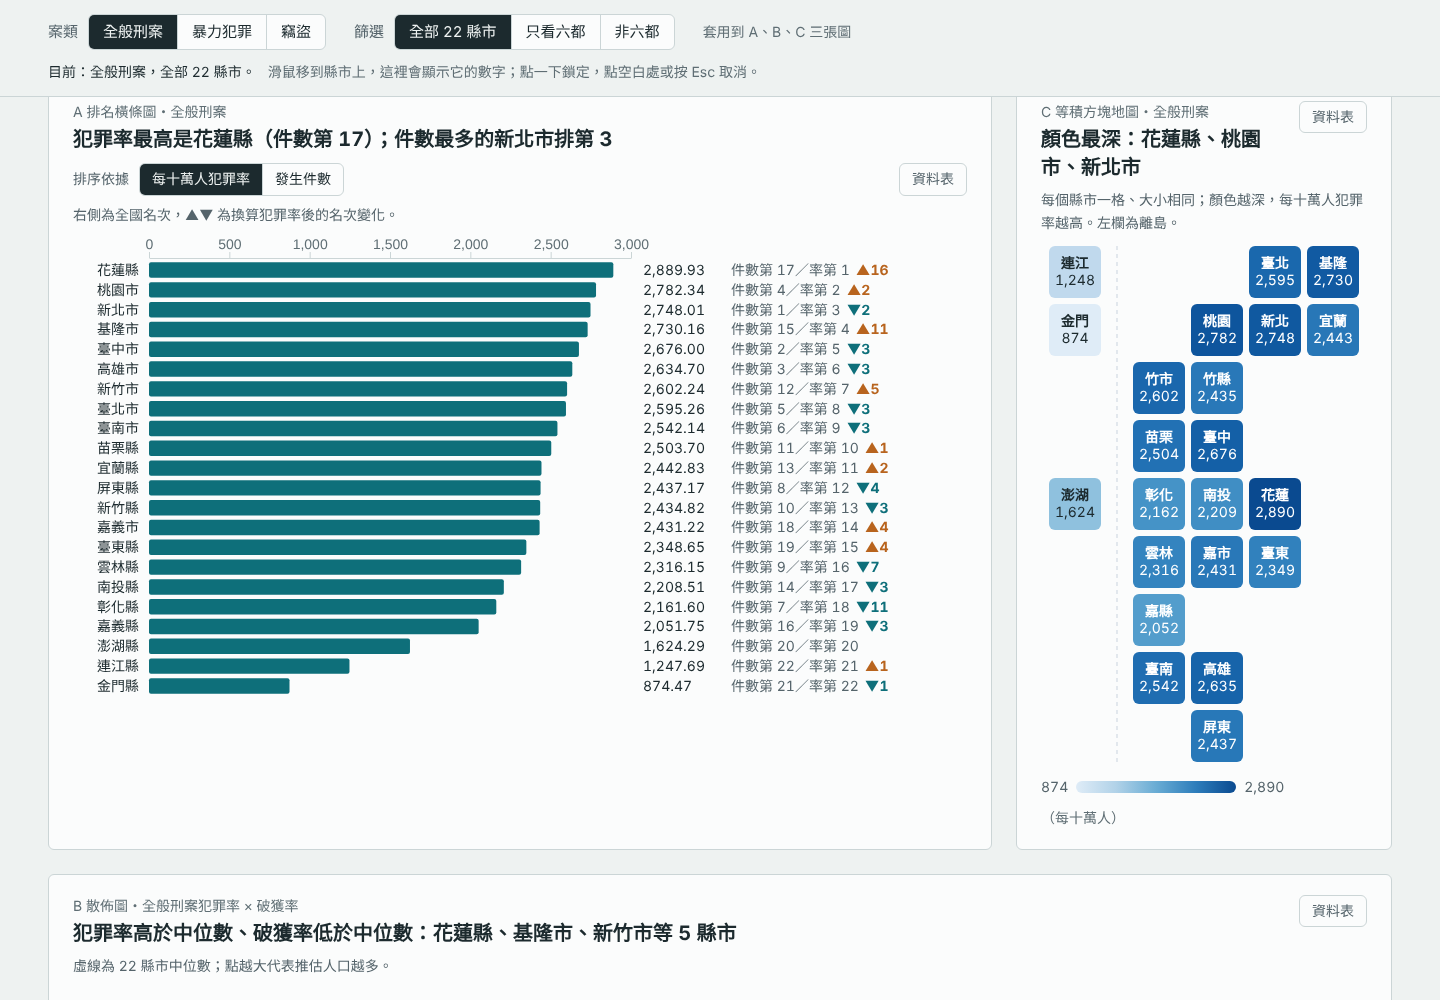 案類 全般刑案 暴力犯罪 竊盜 篩選 全部 22 縣市 只看六都 非六都 套用到 A、B、C 三張圖
目前：全般刑案，全部 22 縣市。 滑鼠移到縣市上，這裡會顯示它的數字；點一下鎖定，點空白處或按 Esc 取消。
A 排名橫條圖・全般刑案
犯罪率最高是花蓮縣（件數第 17）；件數最多的新北市排第 3
排序依據 每十萬人犯罪率 發生件數 資料表
右側為全國名次，▲▼ 為換算犯罪率後的名次變化。
0 500 1,000 1,500 2,000 2,500 3,000
花蓮縣 2,889.93 件數第 17／率第 1 ▲16
桃園市 2,782.34 件數第 4／率第 2 ▲2
新北市 2,748.01 件數第 1／率第 3 ▼2
基隆市 2,730.16 件數第 15／率第 4 ▲11
臺中市 2,676.00 件數第 2／率第 5 ▼3
高雄市 2,634.70 件數第 3／率第 6 ▼3
新竹市 2,602.24 件數第 12／率第 7 ▲5
臺北市 2,595.26 件數第 5／率第 8 ▼3
臺南市 2,542.14 件數第 6／率第 9 ▼3
苗栗縣 2,503.70 件數第 11／率第 10 ▲1
宜蘭縣 2,442.83 件數第 13／率第 11 ▲2
屏東縣 2,437.17 件數第 8／率第 12 ▼4
新竹縣 2,434.82 件數第 10／率第 13 ▼3
嘉義市 2,431.22 件數第 18／率第 14 ▲4
臺東縣 2,348.65 件數第 19／率第 15 ▲4
雲林縣 2,316.15 件數第 9／率第 16 ▼7
南投縣 2,208.51 件數第 14／率第 17 ▼3
彰化縣 2,161.60 件數第 7／率第 18 ▼11
嘉義縣 2,051.75 件數第 16／率第 19 ▼3
澎湖縣 1,624.29 件數第 20／率第 20
連江縣 1,247.69 件數第 22／率第 21 ▲1
金門縣 874.47 件數第 21／率第 22 ▼1
C 等積方塊地圖・全般刑案
資料表
顏色最深：花蓮縣、桃園
市、新北市
每個縣市一格、大小相同；顏色越深，每十萬人犯罪
率越高。左欄為離島。
連江 臺北 基隆
1,248 2,595 2,730
金門 桃園 新北 宜蘭
874 2,782 2,748 2,443
竹市 竹縣
2,602 2,435
苗栗 臺中
2,504 2,676
澎湖 彰化 南投 花蓮
1,624 2,162 2,209 2,890
雲林 嘉市 臺東
2,316 2,431 2,349
嘉縣
2,052
臺南 高雄
2,542 2,635
屏東
2,437
874 2,890
（每十萬人）
B 散佈圖・全般刑案犯罪率 × 破獲率
資料表
犯罪率高於中位數、破獲率低於中位數：花蓮縣、基隆市、新竹市等 5 縣市
虛線為 22 縣市中位數；點越大代表推估人口越多。